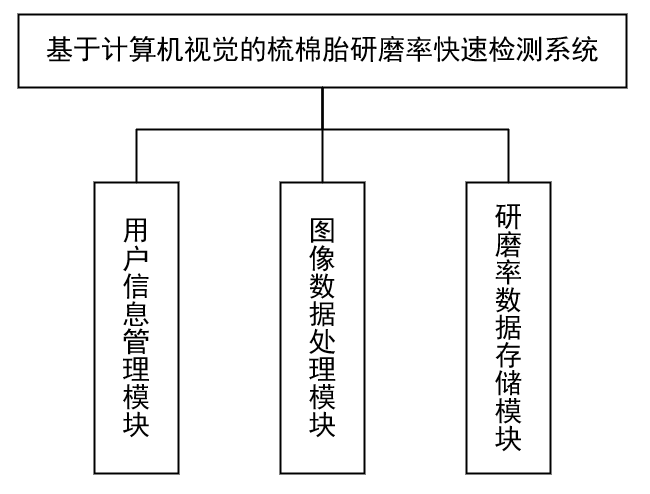 基于计算机视觉的梳棉胎研磨率快速检测系统
用户信息管理模块
图像数据处理模块
研磨率数据存储模块